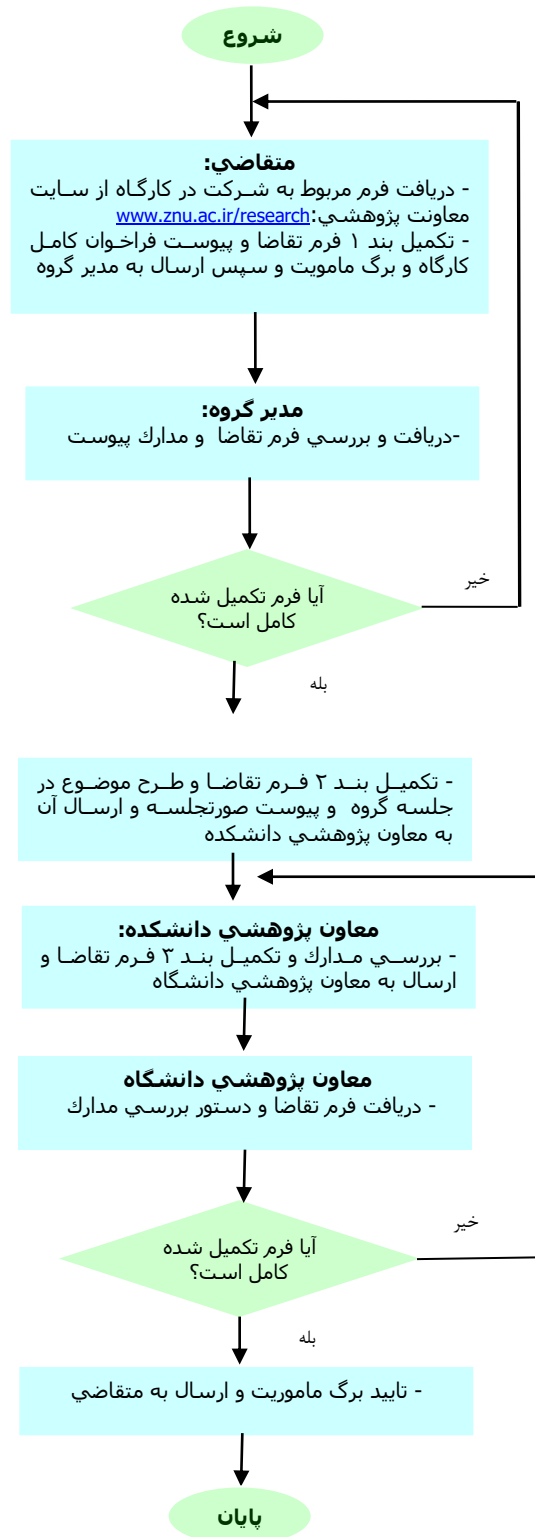 شروع
متقاضي:
- دريافت فرم مربوط به شركت در كارگاه از سايت
معاونت پژوهشي:www.znu.ac.ir/research
- تكميل بند ۱ فرم تقاضا و پيوست فراخوان كامل
كارگاه و برگ مامويت و سپس ارسال به مدير گروه
مدير گروه:
-دريافت و بررسي فرم تقاضا و مدارك پيوست
خير
آيا فرم تكميل شده
كامل است؟
بله
- تكميل بند ۲ فرم تقاضا و طرح موضوع در
جلسه گروه و پيوست صورتجلسه و ارسال آن
به معاون پژوهشي دانشكده
معاون پژوهشي دانشكده:
- بررسي مدارك و تكميل بند ۳ فرم تقاضا و
ارسال به معاون پژوهشي دانشگاه
معاون پژوهشي دانشگاه
- دريافت فرم تقاضا و دستور بررسي مدارك
خير
آيا فرم تكميل شده
كامل است؟
بله
- تاييد برگ ماموريت و ارسال به متقاضي
پايان